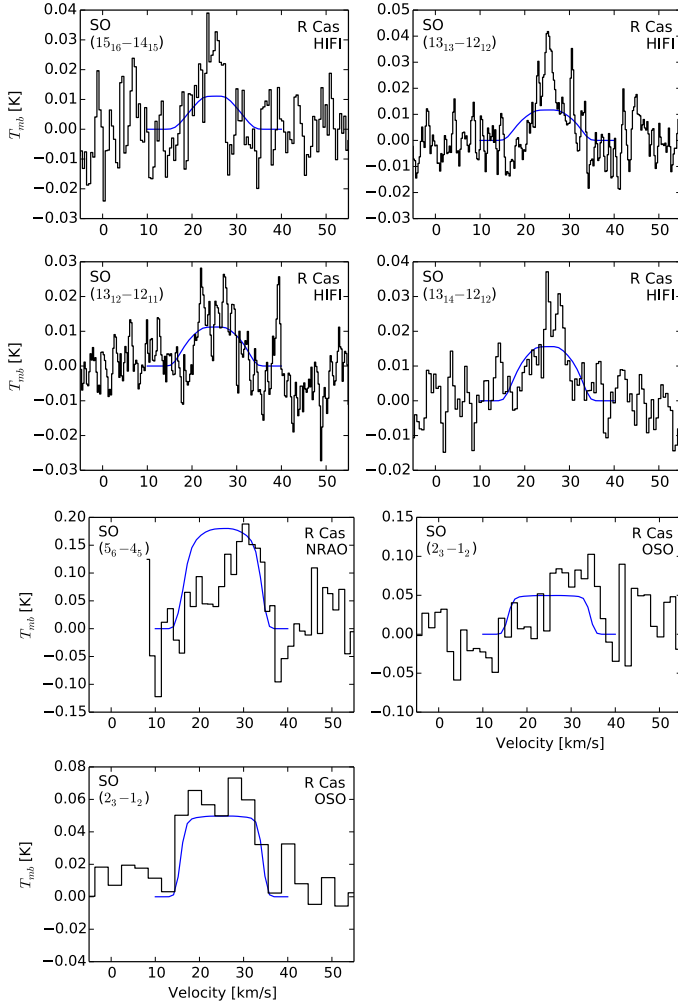 SO R Cas
(15₁₆−14₁₅) HIFI
T_mb [K]
0.04
0.03
0.02
0.01
0.00
−0.01
−0.02
−0.03
0 10 20 30 40 50
SO R Cas
(13₁₃−12₁₂) HIFI
0.05
0.04
0.03
0.02
0.01
0.00
−0.01
−0.02
−0.03
0 10 20 30 40 50
SO R Cas
(13₁₂−12₁₁) HIFI
T_mb [K]
0.03
0.02
0.01
0.00
−0.01
−0.02
−0.03
0 10 20 30 40 50
SO R Cas
(13₁₄−12₁₂) HIFI
0.04
0.03
0.02
0.01
0.00
−0.01
−0.02
0 10 20 30 40 50
SO R Cas
(5₆−4₅) NRAO
T_mb [K]
0.20
0.15
0.10
0.05
0.00
−0.05
−0.10
−0.15
0 10 20 30 40 50
SO R Cas
(2₃−1₂) OSO
0.15
0.10
0.05
0.00
−0.05
−0.10
0 10 20 30 40 50
Velocity [km/s]
SO R Cas
(2₃−1₂) OSO
T_mb [K]
0.08
0.06
0.04
0.02
0.00
−0.02
−0.04
0 10 20 30 40 50
Velocity [km/s]